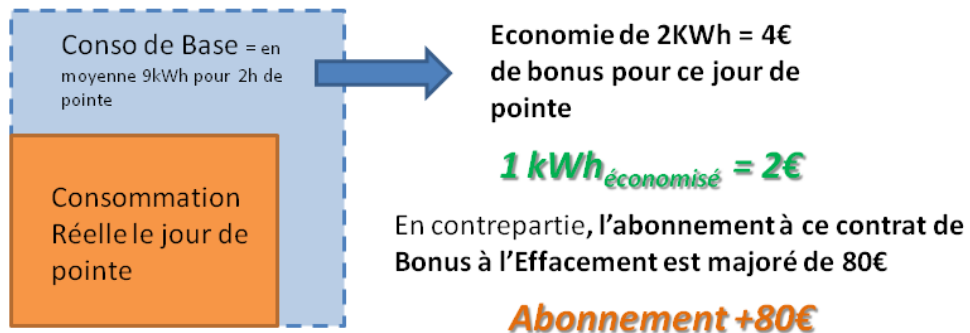 Conso de Base = en
moyenne 9kWh pour 2h de
pointe
Consommation
Réelle le jour de
pointe
Economie de 2KWh = 4€
de bonus pour ce jour de
pointe
1 kWhéconomisé = 2€
En contrepartie, l'abonnement à ce contrat de
Bonus à l'Effacement est majoré de 80€
Abonnement +80€